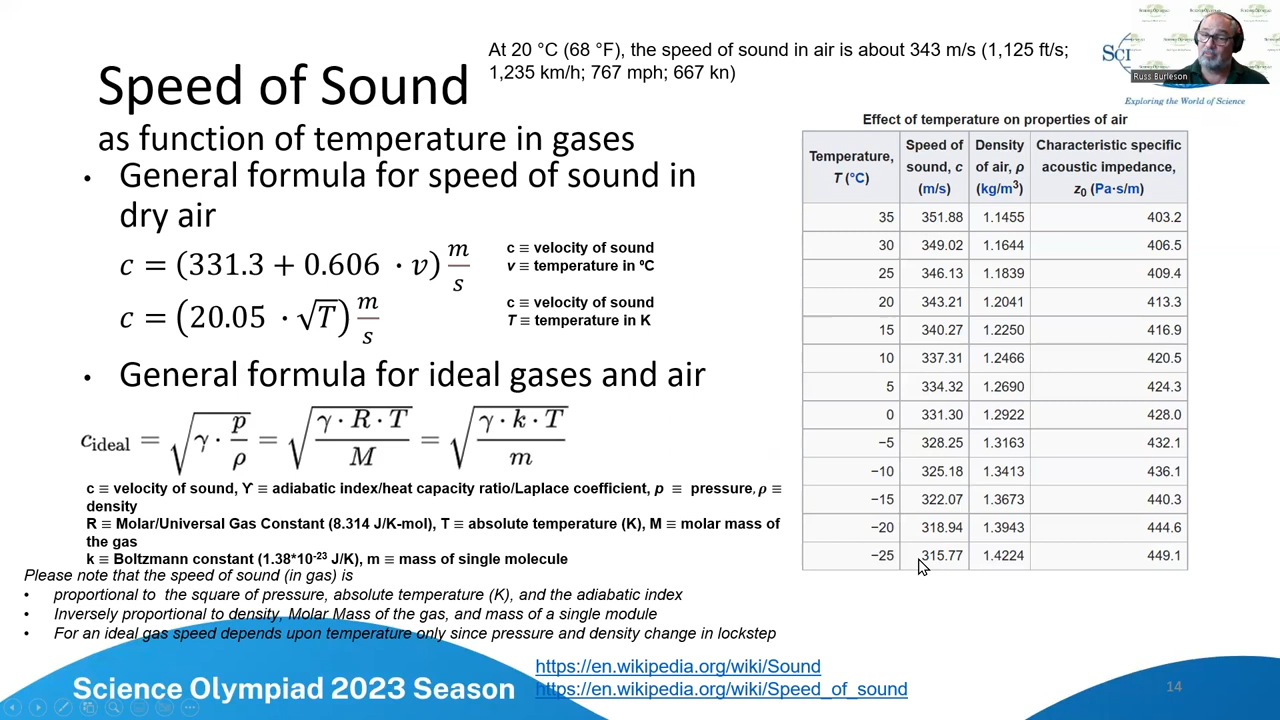 At 20 °C (68 °F), the speed of sound in air is about 343 m/s (1,125 ft/s;
1,235 km/h; 767 mph; 667 kn)
Speed of Sound
as function of temperature in gases
• General formula for speed of sound in
dry air
c = (331.3 + 0.606 · v) m/s
c ≡ velocity of sound
v ≡ temperature in ºC
c = (20.05 · √T) m/s
c ≡ velocity of sound
T ≡ temperature in K
• General formula for ideal gases and air
c_ideal = √(γ · p/ρ) = √(γ · R · T / M) = √(γ · k · T / m)
c ≡ velocity of sound, ϒ ≡ adiabatic index/heat capacity ratio/Laplace coefficient, p ≡ pressure, ρ ≡
density
R ≡ Molar/Universal Gas Constant (8.314 J/K-mol), T ≡ absolute temperature (K), M ≡ molar mass of
the gas
k ≡ Boltzmann constant (1.38*10⁻²³ J/K), m ≡ mass of single molecule
Please note that the speed of sound (in gas) is
• proportional to the square of pressure, absolute temperature (K), and the adiabatic index
• Inversely proportional to density, Molar Mass of the gas, and mass of a single module
• For an ideal gas speed depends upon temperature only since pressure and density change in lockstep
SCI
Russ Burleson
Exploring the World of Science
Effect of temperature on properties of air
Temperature, T (°C) Speed of sound, c (m/s) Density of air, ρ (kg/m³) Characteristic specific acoustic impedance, z₀ (Pa·s/m)
35 351.88 1.1455 403.2
30 349.02 1.1644 406.5
25 346.13 1.1839 409.4
20 343.21 1.2041 413.3
15 340.27 1.2250 416.9
10 337.31 1.2466 420.5
5 334.32 1.2690 424.3
0 331.30 1.2922 428.0
−5 328.25 1.3163 432.1
−10 325.18 1.3413 436.1
−15 322.07 1.3673 440.3
−20 318.94 1.3943 444.6
−25 315.77 1.4224 449.1
https://en.wikipedia.org/wiki/Sound
https://en.wikipedia.org/wiki/Speed_of_sound
Science Olympiad 2023 Season
14